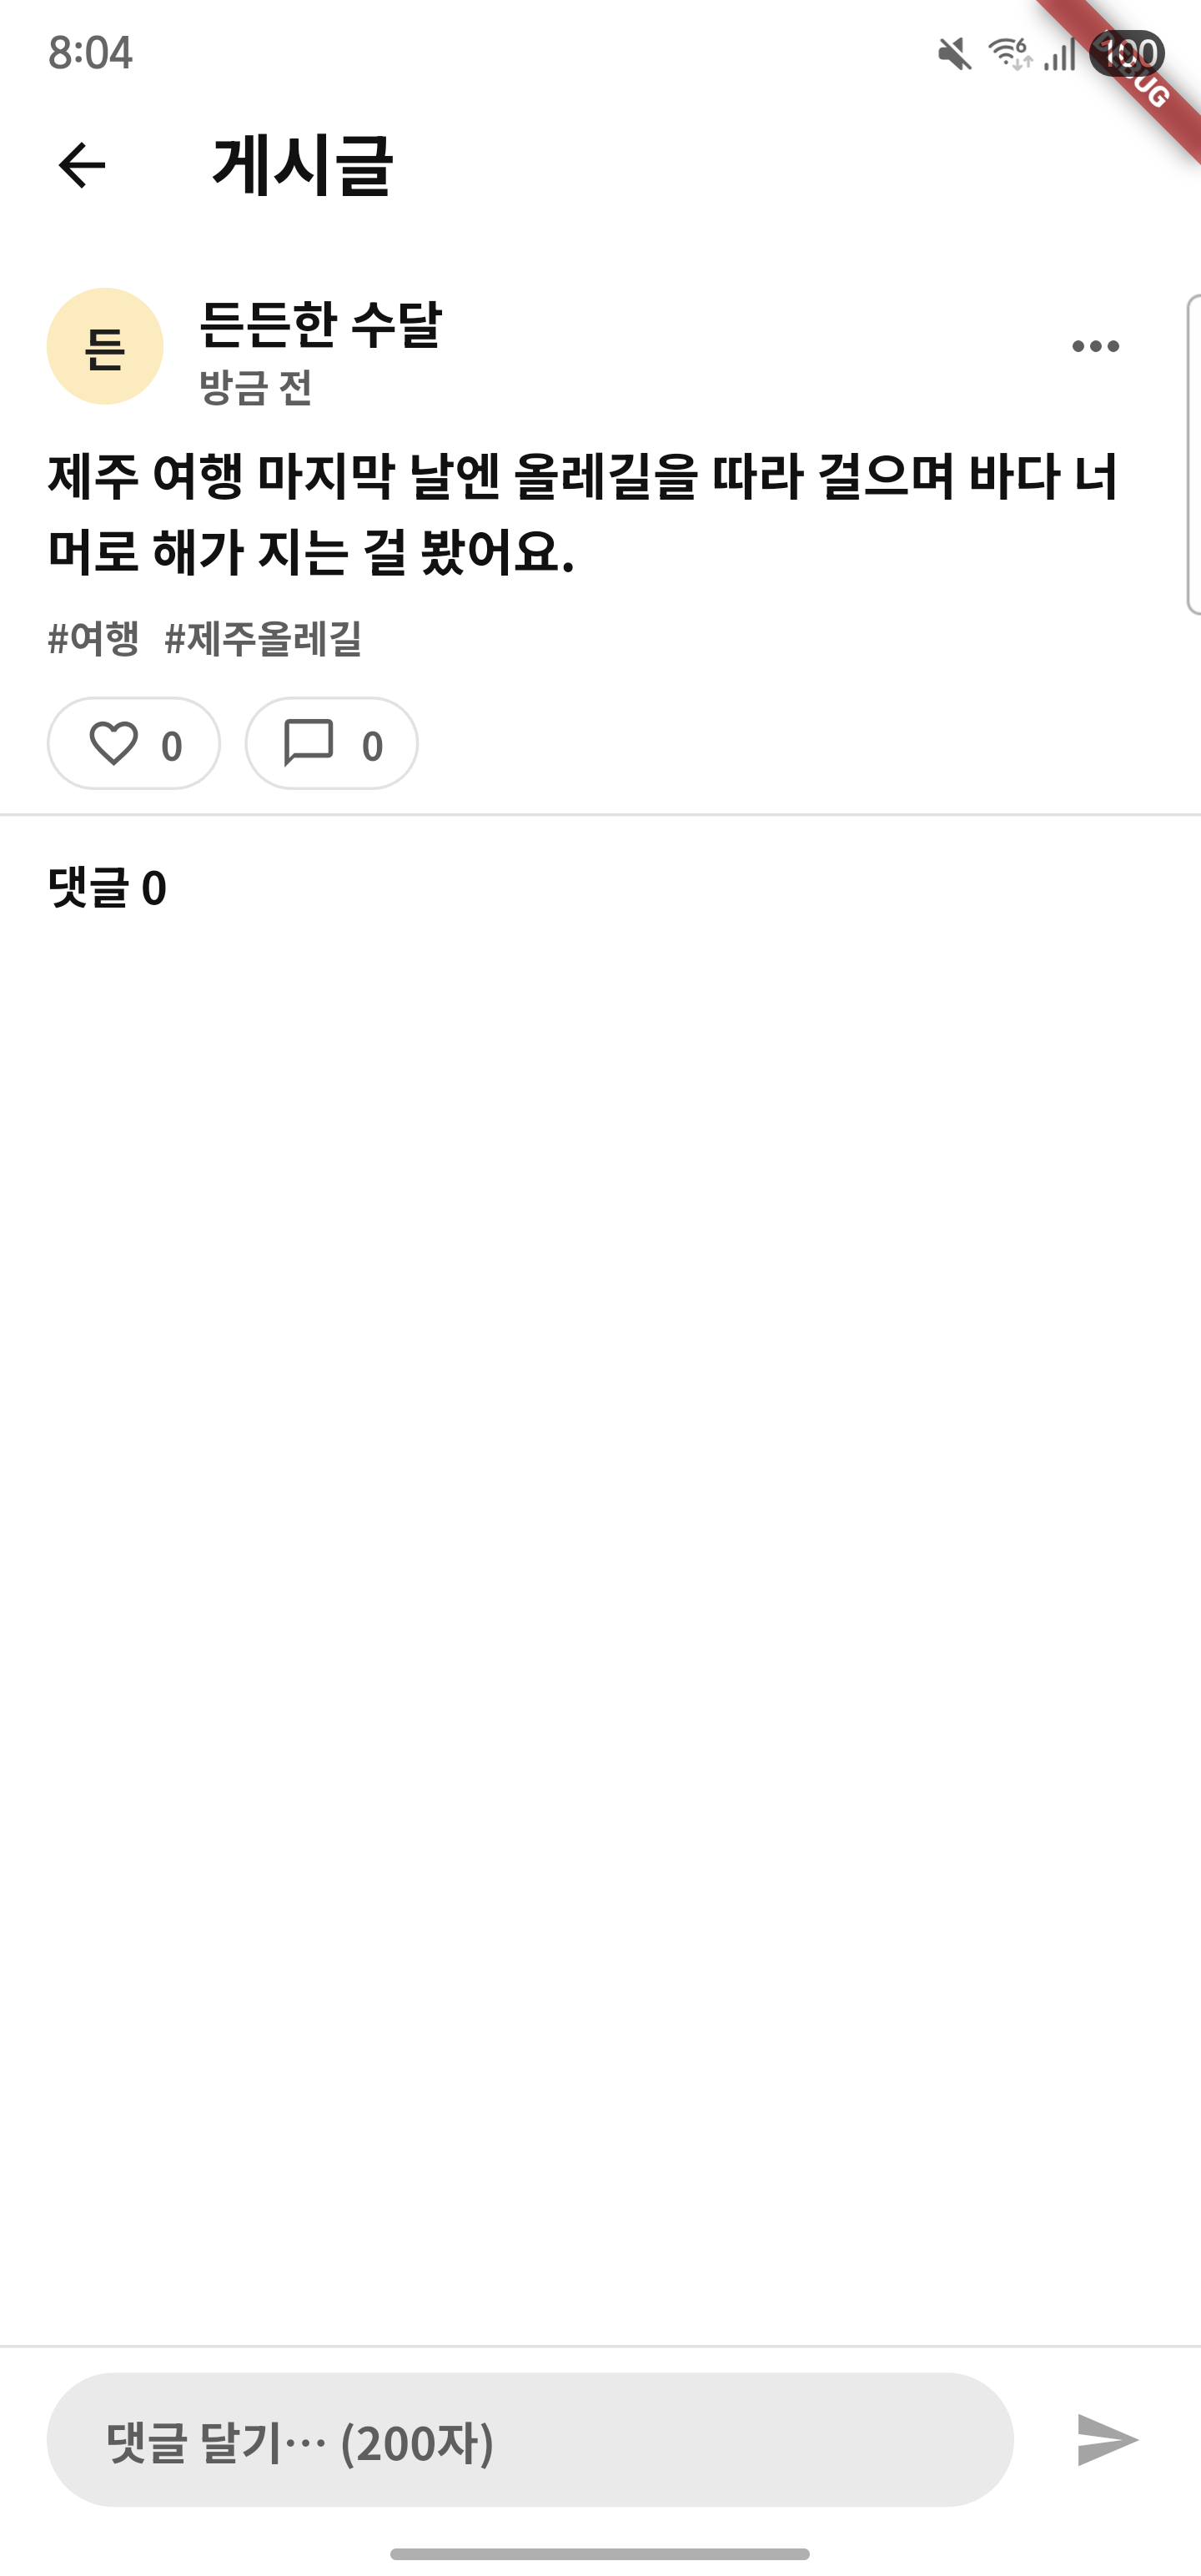 8:04
100
게시글
든
든든한 수달
방금 전
제주 여행 마지막 날엔 올레길을 따라 걸으며 바다 너
머로 해가 지는 걸 봤어요.
#여행 #제주올레길
0 0
댓글 0
댓글 달기… (200자)